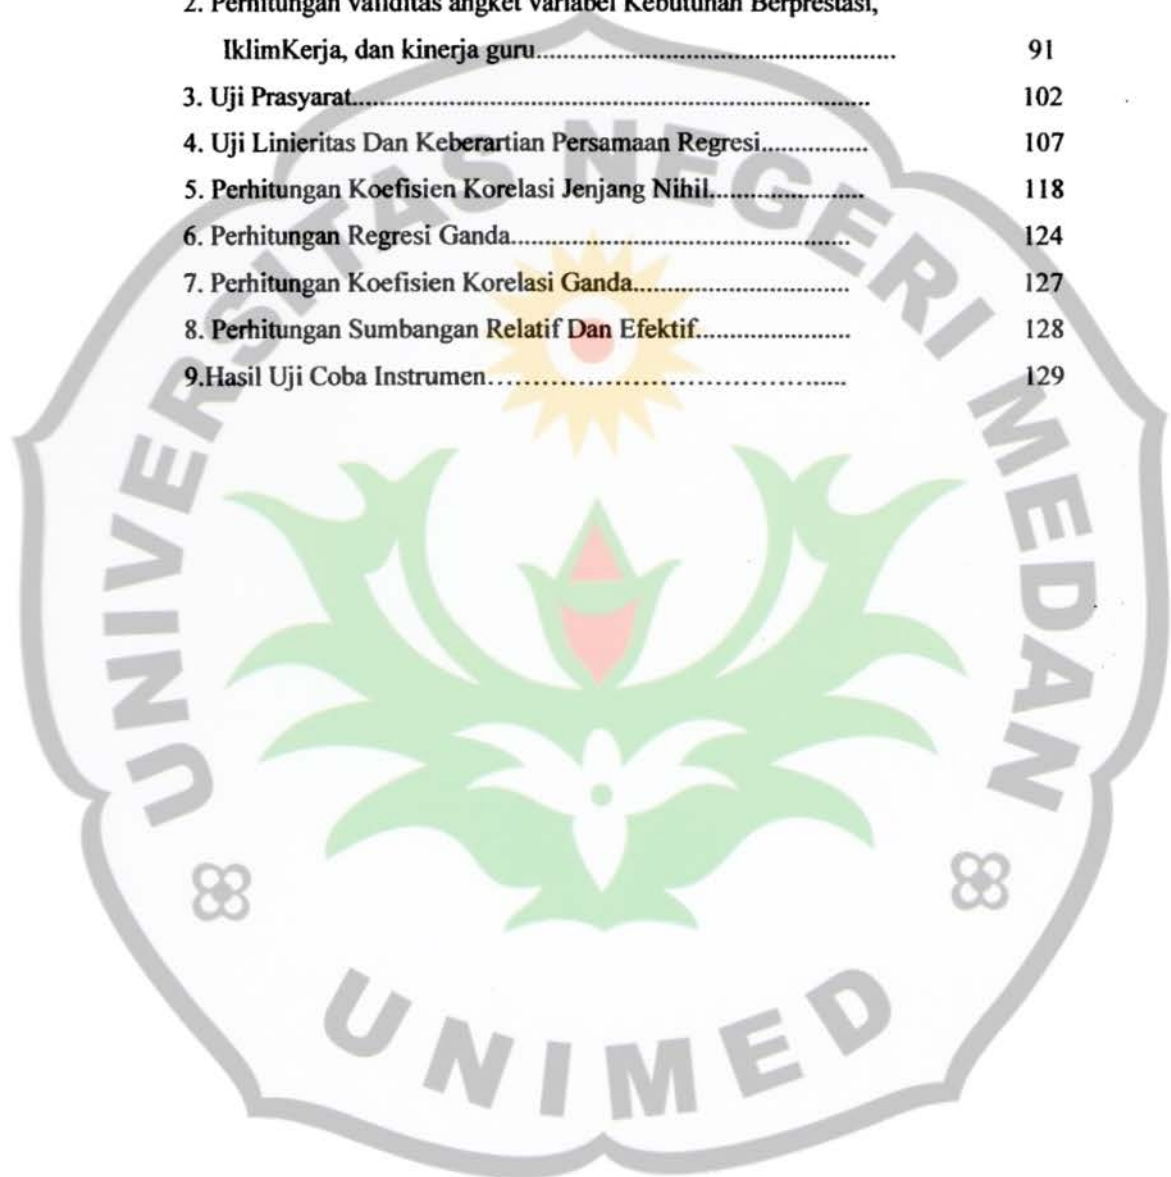 2. Perhitungan validitas angket variabel Kebutuhan Berprestasi,
IklimKerja, dan kinerja guru.................................................... 91
3. Uji Prasyarat........................................................................... 102
4. Uji Linieritas Dan Keberartian Persamaan Regresi................ 107
5. Perhitungan Koefisien Korelasi Jenjang Nihil....................... 118
6. Perhitungan Regresi Ganda................................................... 124
7. Perhitungan Koefisien Korelasi Ganda................................ 127
8. Perhitungan Sumbangan Relatif Dan Efektif....................... 128
9.Hasil Uji Coba Instrumen......................................... 129
UNIVERSITAS NEGERI MEDAN
UNIMED